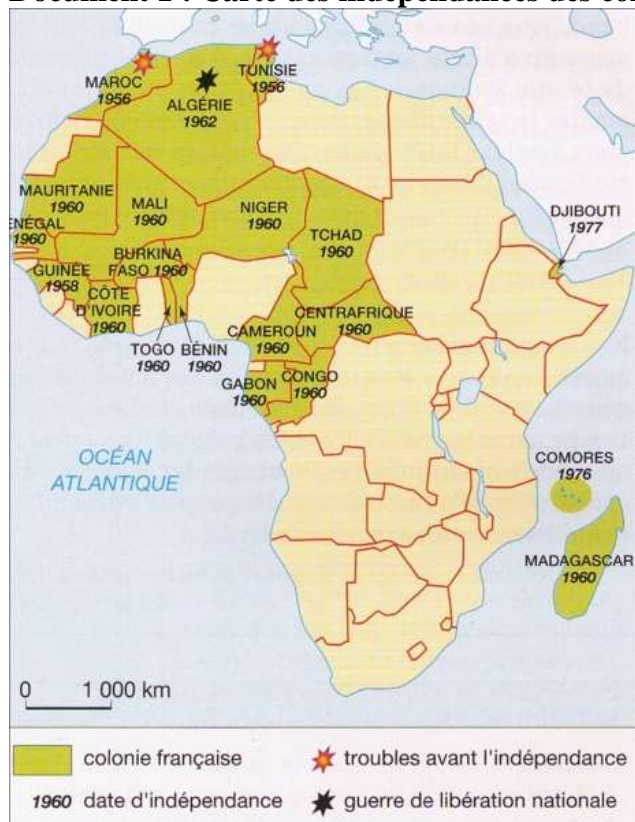 MAROC
1956
TUNISIE
1956
ALGÉRIE
1962
MAURITANIE
1960
MALI
1960
NIGER
1960
TCHAD
1960
DJIBOUTI
1977
1960
GUINÉE
1958
BURKINA
FASO 1960
CÔTE
D'IVOIRE
1960
TOGO
1960
BÉNIN
1960
CAMEROUN
1960
CENTRAFRIQUE
1960
GABON
1960
CONGO
1960
COMORES
1976
MADAGASCAR
1960
OCÉAN
ATLANTIQUE
0 1 000 km
colonie française
troubles avant l'indépendance
1960 date d'indépendance
guerre de libération nationale